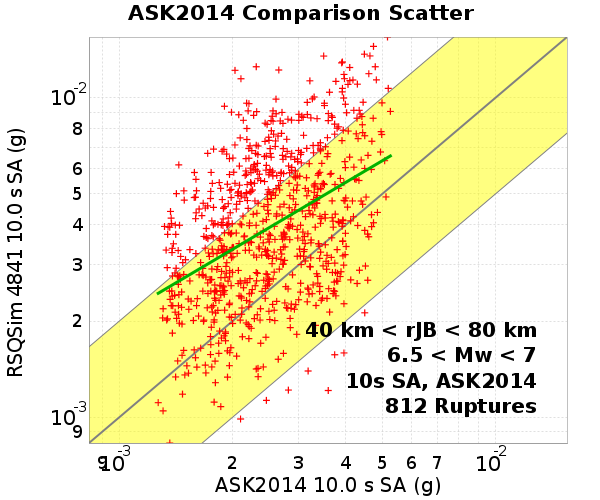 ASK2014 Comparison Scatter
RSQSim 4841 10.0 s SA (g)
10-2
8
6
5
4
3
2
10-3
9
40 km < rJB < 80 km
6.5 < Mw < 7
10s SA, ASK2014
812 Ruptures
9 10-3 2 3 4 5 6 7 8 10-2
ASK2014 10.0 s SA (g)